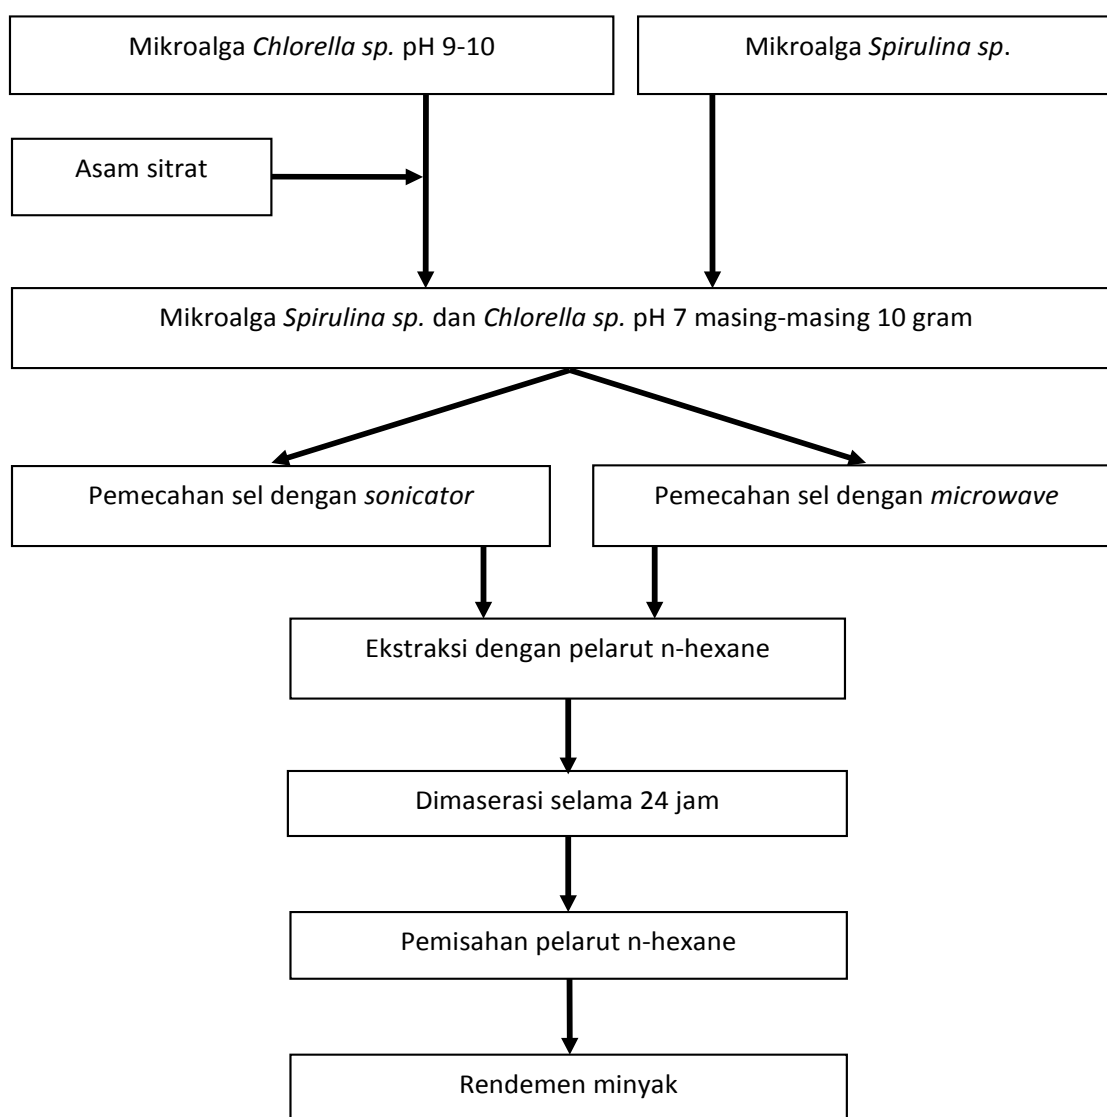 Mikroalga Chlorella sp. pH 9-10
Mikroalga Spirulina sp.
Asam sitrat
Mikroalga Spirulina sp. dan Chlorella sp. pH 7 masing-masing 10 gram
Pemecahan sel dengan sonicator
Pemecahan sel dengan microwave
Ekstraksi dengan pelarut n-hexane
Dimaserasi selama 24 jam
Pemisahan pelarut n-hexane
Rendemen minyak